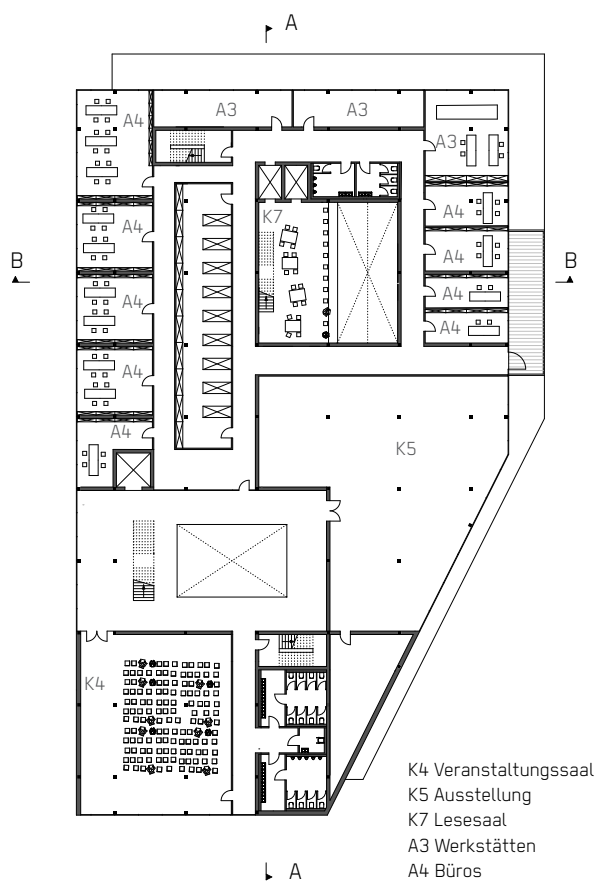 A
A3
A3
A4
A3
K7
A4
A4
A4
B
B
A4
A4
A4
A4
A4
K5
K4
K4 Veranstaltungssaal
K5 Ausstellung
K7 Lesesaal
A3 Werkstätten
A4 Büros
A